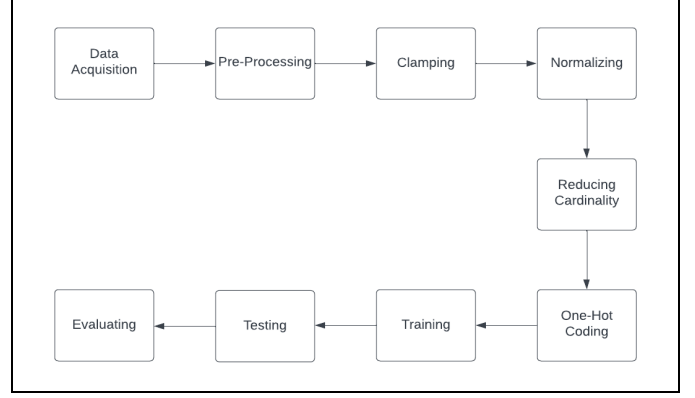 Data
Acquisition
Pre-Processing
Clamping
Normalizing
Reducing
Cardinality
One-Hot
Coding
Training
Testing
Evaluating